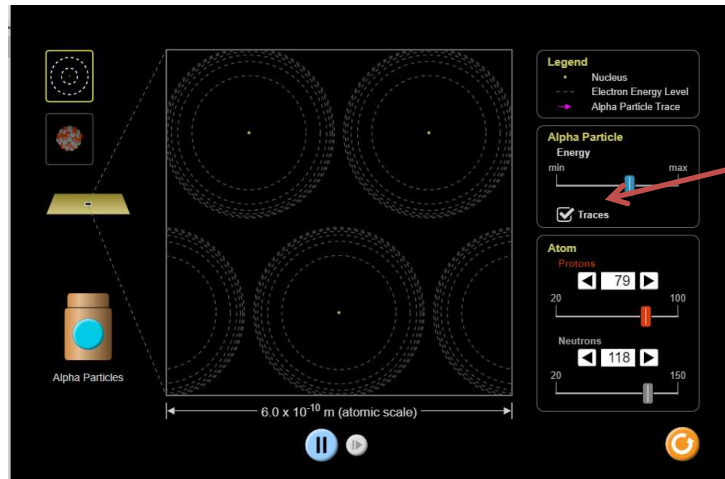 Legend
Nucleus
Electron Energy Level
Alpha Particle Trace
Alpha Particle
Energy
min max
Traces
Atom
Protons
79
20 100
Neutrons
118
20 150
Alpha Particles
6.0 x 10⁻¹⁰ m (atomic scale)